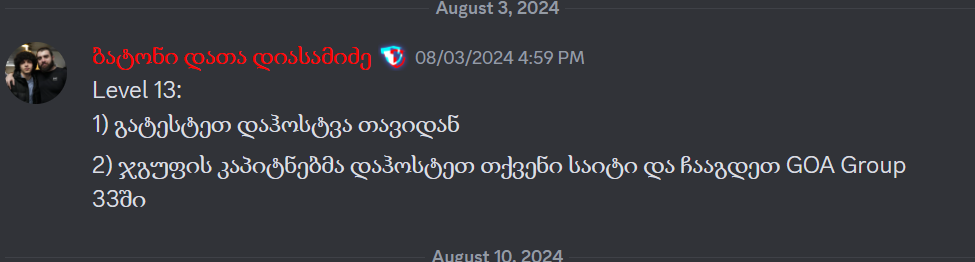 August 3, 2024
ბატონი დათა დიასამიძე 08/03/2024 4:59 PM
Level 13:
1) გატესტეთ დაჰოსტვა თავიდან
2) ჯგუფის კაპიტნებმა დაჰოსტეთ თქვენი საიტი და ჩააგდეთ GOA Group
33ში
August 10, 2024